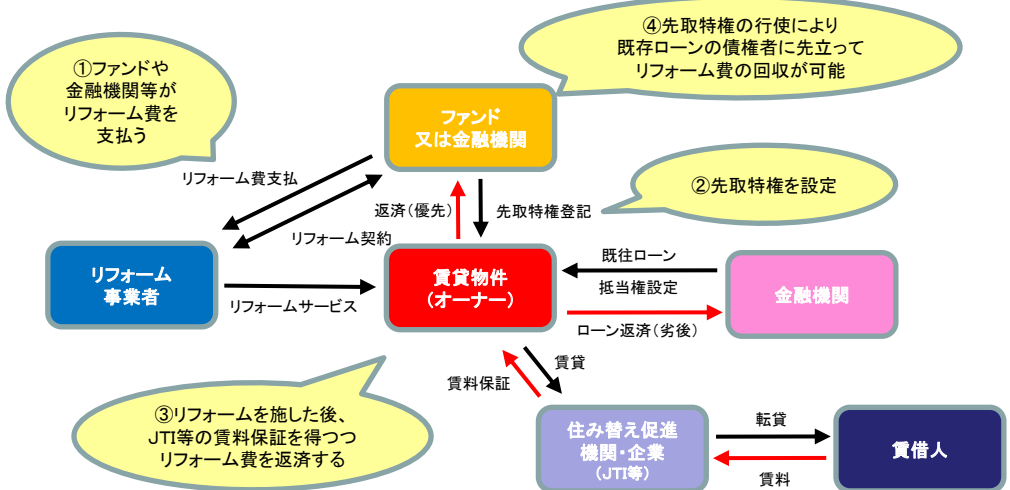 ④先取特権の行使により
既存ローンの債権者に先立って
リフォーム費の回収が可能
①ファンドや
金融機関等が
リフォーム費を
支払う
ファンド
又は金融機関
リフォーム費支払
②先取特権を設定
返済(優先)
先取特権登記
リフォーム契約
リフォーム
事業者
リフォームサービス
賃貸物件
(オーナー)
既往ローン
抵当権設定
金融機関
ローン返済(劣後)
賃貸
賃料保証
③リフォームを施した後、
JTI等の賃料保証を得つつ
リフォーム費を返済する
住み替え促進
機関・企業
(JTI等)
転貸
賃料
賃借人